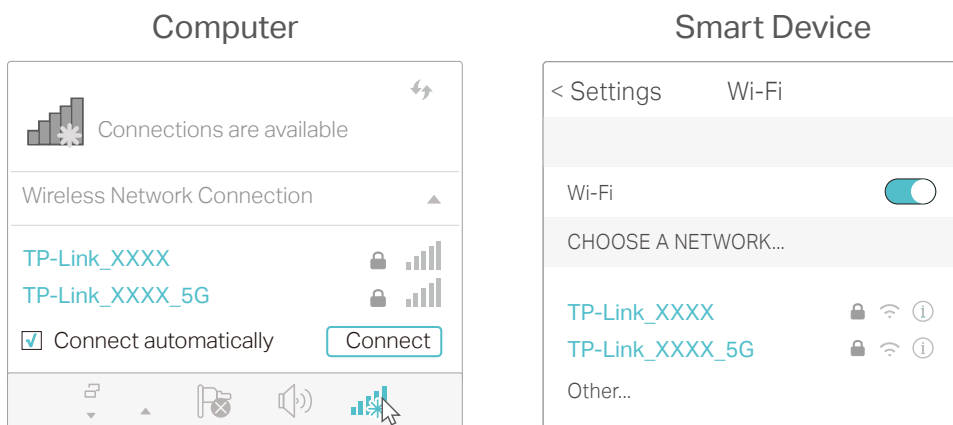 Computer
Connections are available
Wireless Network Connection
TP-Link_XXXX
TP-Link_XXXX_5G
Connect automatically
Connect
Smart Device
< Settings Wi-Fi
Wi-Fi
CHOOSE A NETWORK...
TP-Link_XXXX
TP-Link_XXXX_5G
Other...